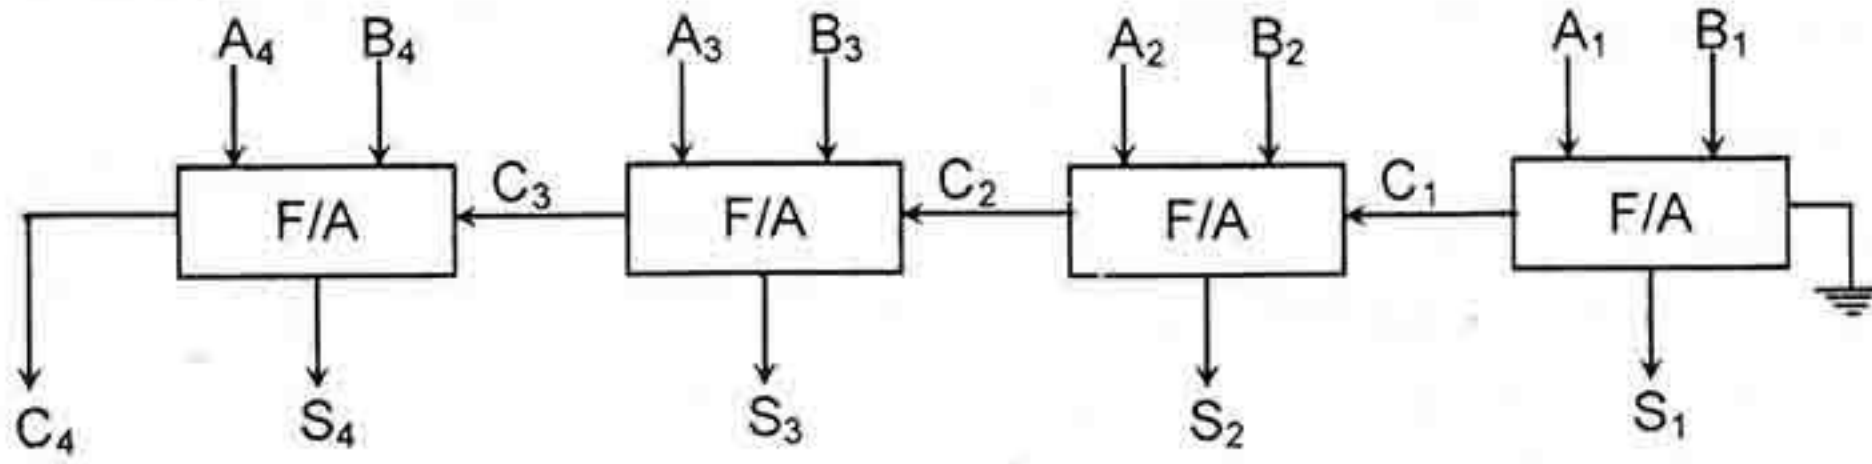 A₄ B₄ A₃ B₃ A₂ B₂ A₁ B₁
F/A C₃ F/A C₂ F/A C₁ F/A
C₄ S₄ S₃ S₂ S₁